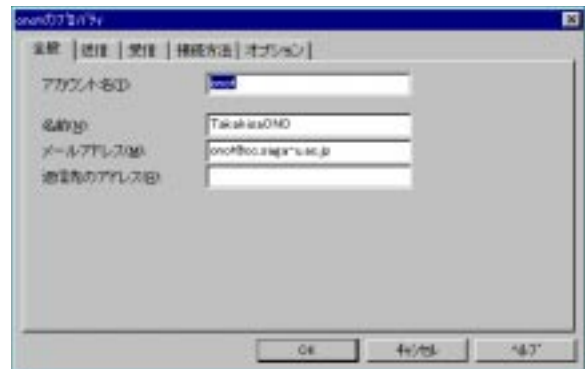 onotのプロパティ
全般 送信 受信 接続方法 オプション
アカウント名(T) onot
名前(N) TakahisaONO
メールアドレス(M) onot@cc.saga-u.ac.jp
返信先のアドレス(R)
OK キャンセル ヘルプ